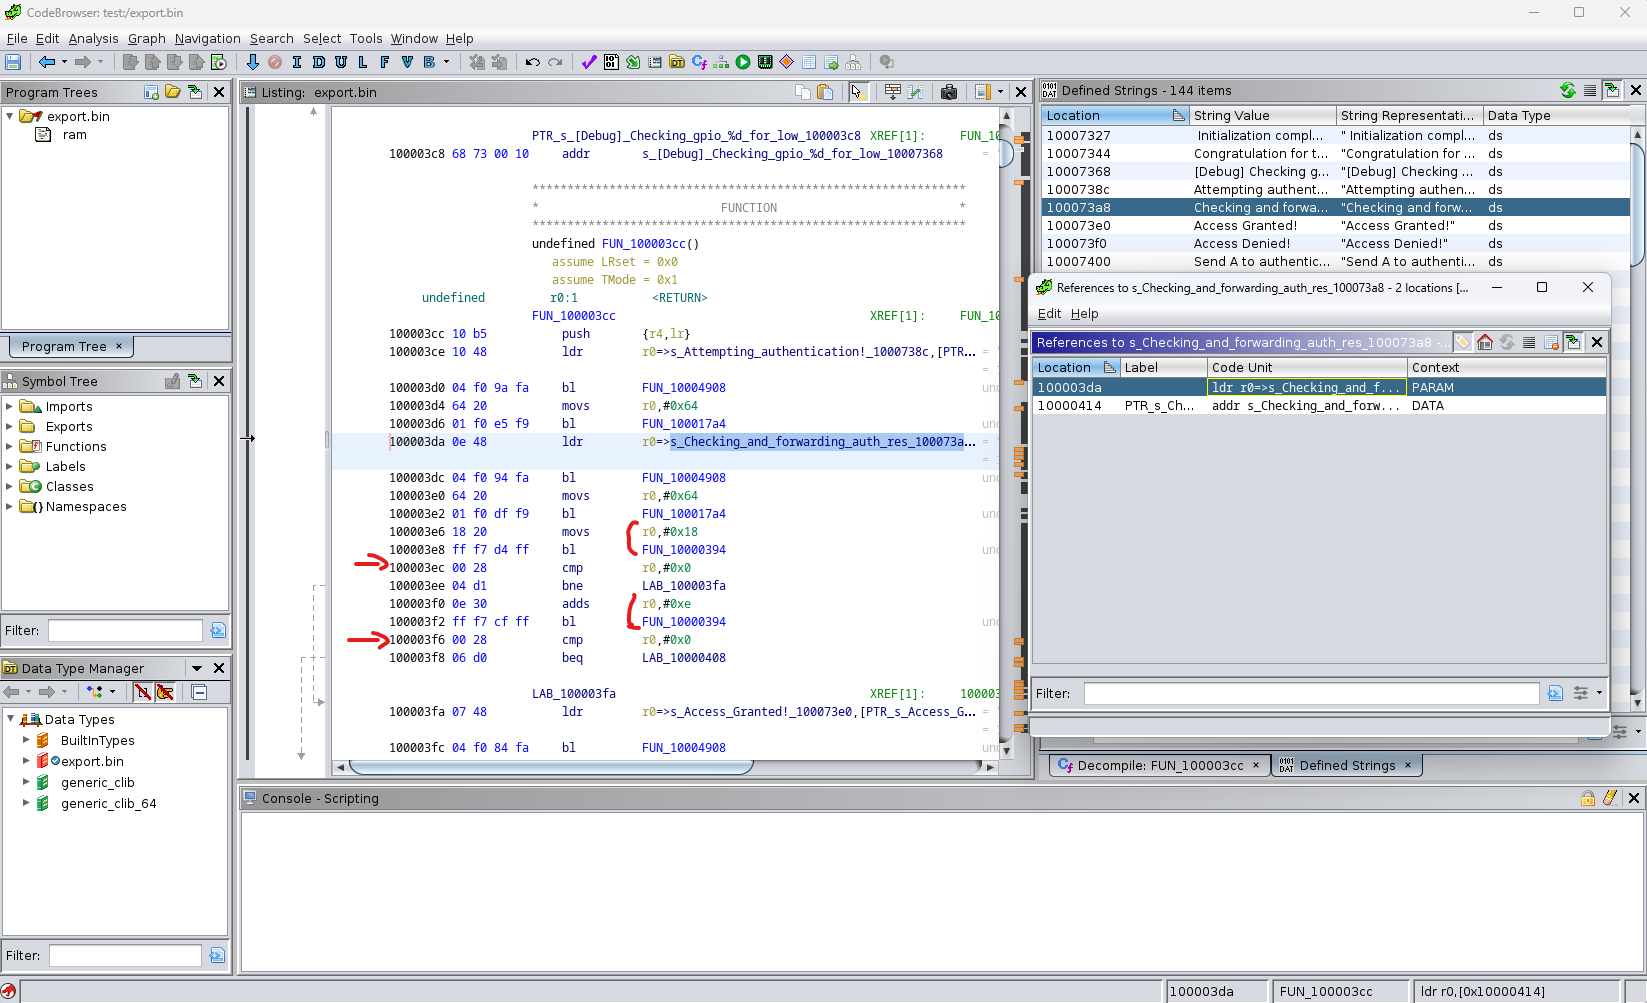 CodeBrowser: test:/export.bin
File Edit Analysis Graph Navigation Search Select Tools Window Help
I D U L F V B
Program Trees
export.bin
ram
Program Tree ×
Symbol Tree
Imports
Exports
Functions
Labels
Classes
Namespaces
Filter:
Data Type Manager
Data Types
BuiltInTypes
export.bin
generic_clib
generic_clib_64
Filter:
Listing: export.bin
PTR_s_[Debug]_Checking_gpio_%d_for_low_100003c8 XREF[1]: FUN_10
100003c8 68 73 00 10 addr s_[Debug]_Checking_gpio_%d_for_low_10007368 =
**************************************************************
* FUNCTION *
**************************************************************
undefined FUN_100003cc()
assume LRset = 0x0
assume TMode = 0x1
undefined r0:1 <RETURN>
FUN_100003cc XREF[1]: FUN_10
100003cc 10 b5 push {r4,lr}
100003ce 10 48 ldr r0=>s_Attempting_authentication!_1000738c,[PTR... =
=
100003d0 04 f0 9a fa bl FUN_10004908 und
100003d4 64 20 movs r0,#0x64
100003d6 01 f0 e5 f9 bl FUN_100017a4 und
100003da 0e 48 ldr r0=>s_Checking_and_forwarding_auth_res_100073a... =
=
100003dc 04 f0 94 fa bl FUN_10004908 und
100003e0 64 20 movs r0,#0x64
100003e2 01 f0 df f9 bl FUN_100017a4 und
100003e6 18 20 movs r0,#0x18
100003e8 ff f7 d4 ff bl FUN_10000394 und
100003ec 00 28 cmp r0,#0x0
100003ee 04 d1 bne LAB_100003fa
100003f0 0e 30 adds r0,#0xe
100003f2 ff f7 cf ff bl FUN_10000394 und
100003f6 00 28 cmp r0,#0x0
100003f8 06 d0 beq LAB_10000408
LAB_100003fa XREF[1]: 100003
100003fa 07 48 ldr r0=>s_Access_Granted!_100073e0,[PTR_s_Access_G... =
=
100003fc 04 f0 84 fa bl FUN_10004908 und
Defined Strings - 144 items
Location String Value String Representati... Data Type
10007327 Initialization compl... " Initialization compl... ds
10007344 Congratulation for t... "Congratulation for ... ds
10007368 [Debug] Checking g... "[Debug] Checking ... ds
1000738c Attempting authent... "Attempting authen... ds
100073a8 Checking and forwa... "Checking and forw... ds
100073e0 Access Granted! "Access Granted!" ds
100073f0 Access Denied! "Access Denied!" ds
10007400 Send A to authentic... "Send A to authenti... ds
References to s_Checking_and_forwarding_auth_res_100073a8 - 2 locations [...
Edit Help
References to s_Checking_and_forwarding_auth_res_100073a8 -...
Location Label Code Unit Context
100003da ldr r0=>s_Checking_and_f... PARAM
10000414 PTR_s_Ch... addr s_Checking_and_forw... DATA
Filter:
Decompile: FUN_100003cc × Defined Strings ×
Console - Scripting
100003da FUN_100003cc ldr r0,[0x10000414]